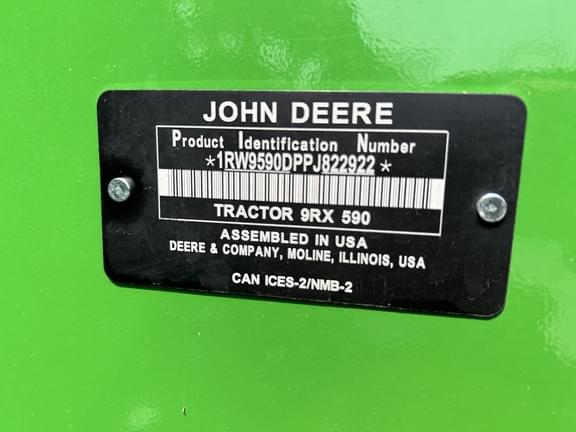 JOHN DEERE
Product Identification Number
*1RW9590DPPJ822922*
TRACTOR 9RX 590
ASSEMBLED IN USA
DEERE & COMPANY, MOLINE, ILLINOIS, USA
CAN ICES-2/NMB-2